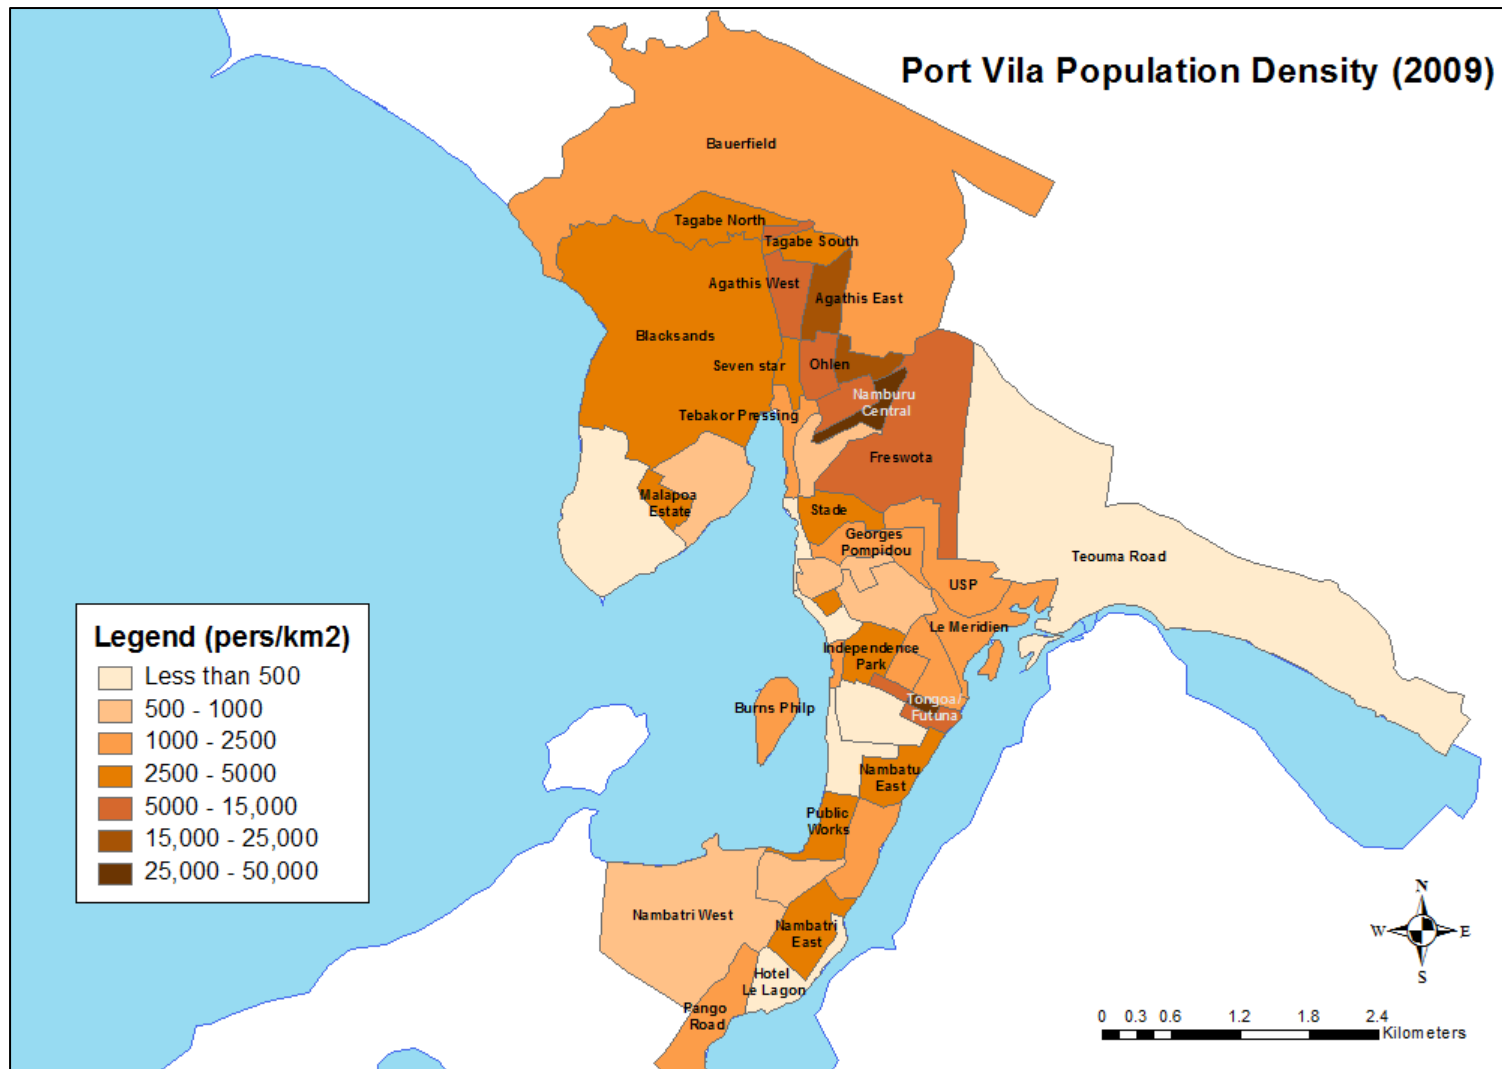 Port Vila Population Density (2009)
Bauerfield
Tagabe North
Tagabe South
Agathis West
Agathis East
Blacksands
Seven star
Ohlen
Namburu
Central
Tebakor Pressing
Freswota
Malapoa
Estate
Stade
Georges
Pompidou
Teouma Road
USP
Le Meridien
Independence
Park
Tongoa/
Futuna
Burns Philp
Nambatu
East
Public
Works
Nambatri West
Nambatri
East
Hotel
Le Lagon
Pango
Road
Legend (pers/km2)
Less than 500
500 - 1000
1000 - 2500
2500 - 5000
5000 - 15,000
15,000 - 25,000
25,000 - 50,000
N
W E
S
0 0.3 0.6 1.2 1.8 2.4
Kilometers